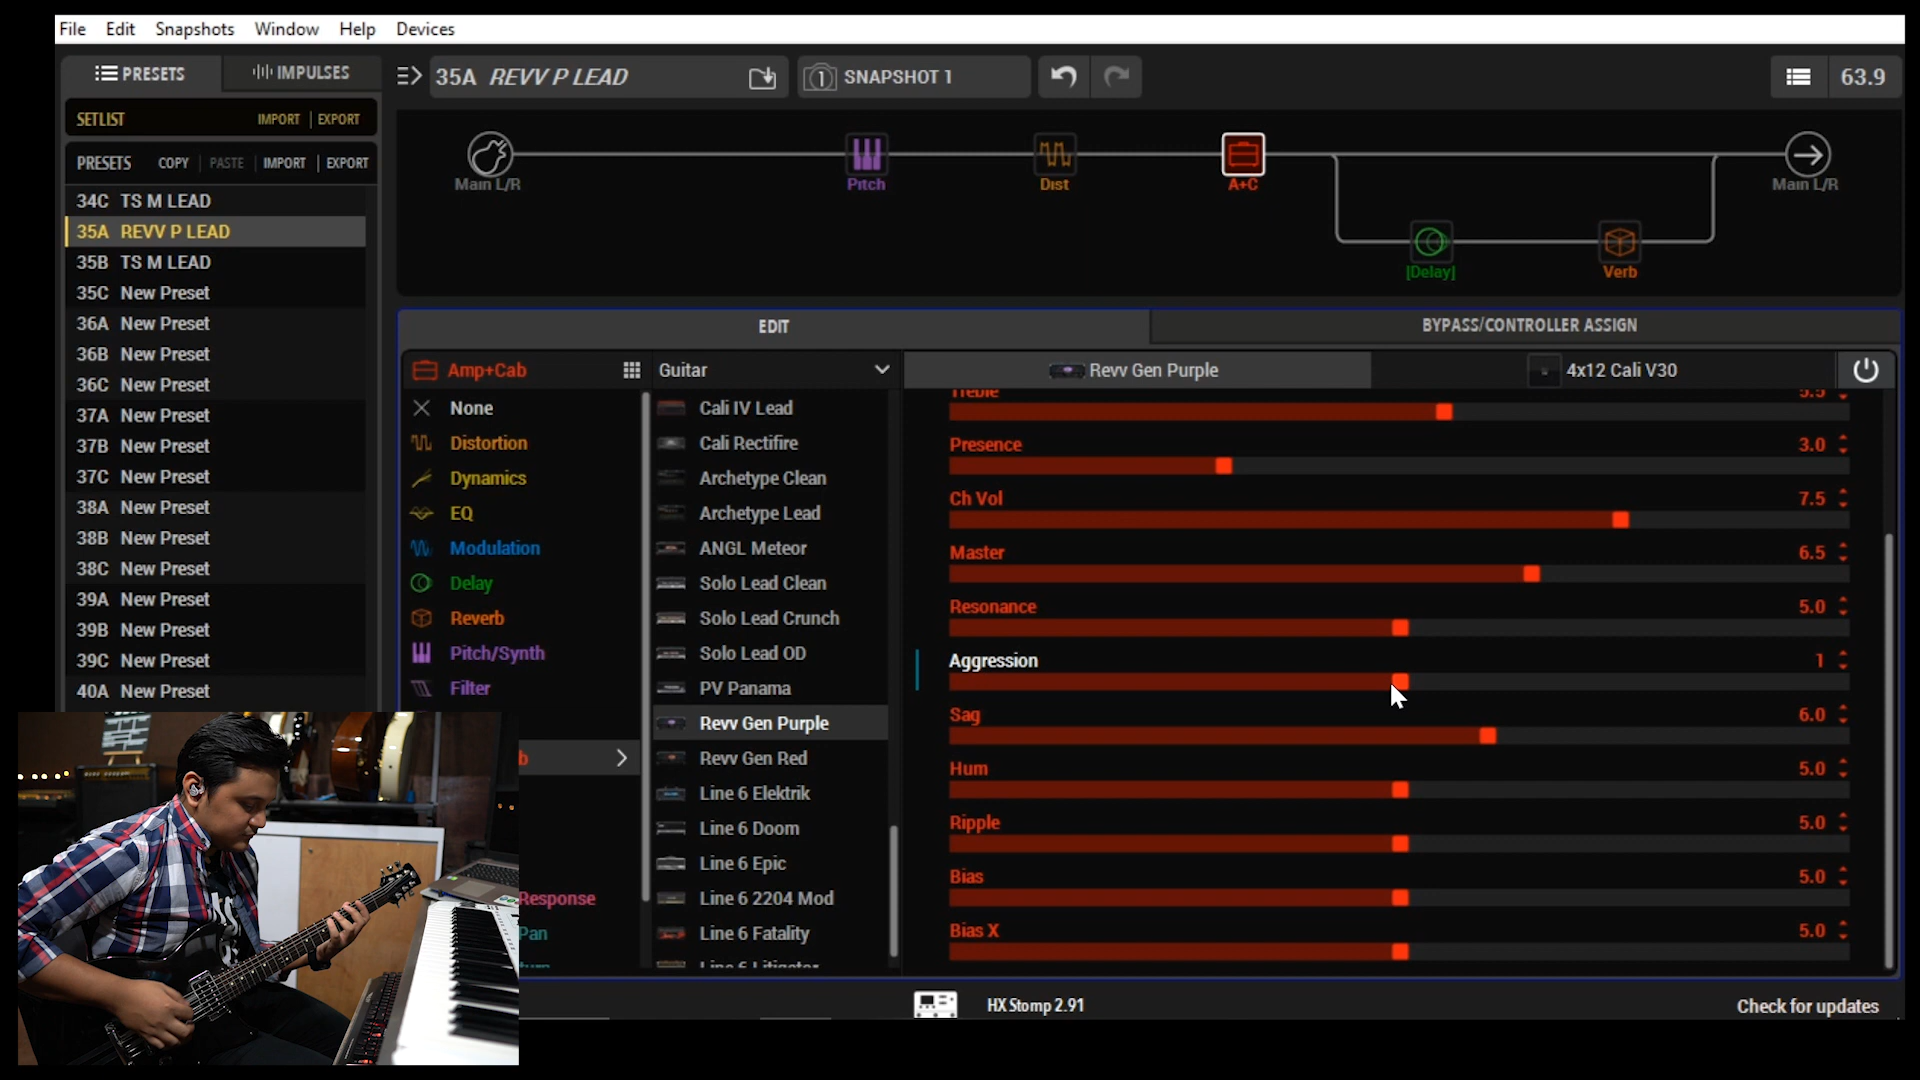 File Edit Snapshots Window Help Devices
PRESETS IMPULSES
35A REVV P LEAD
1 SNAPSHOT 1
63.9
SETLIST IMPORT | EXPORT
PRESETS COPY | PASTE IMPORT | EXPORT
34C TS M LEAD
35A REVV P LEAD
35B TS M LEAD
35C New Preset
36A New Preset
36B New Preset
36C New Preset
37A New Preset
37B New Preset
37C New Preset
38A New Preset
38B New Preset
38C New Preset
39A New Preset
39B New Preset
39C New Preset
40A New Preset
Main L/R
Pitch
Dist
A+C
Main L/R
[Delay]
Verb
EDIT
BYPASS/CONTROLLER ASSIGN
Amp+Cab
None
Distortion
Dynamics
EQ
Modulation
Delay
Reverb
Pitch/Synth
Filter
b
Response
Pan
Guitar
Cali IV Lead
Cali Rectifire
Archetype Clean
Archetype Lead
ANGL Meteor
Solo Lead Clean
Solo Lead Crunch
Solo Lead OD
PV Panama
Revv Gen Purple
Revv Gen Red
Line 6 Elektrik
Line 6 Doom
Line 6 Epic
Line 6 2204 Mod
Line 6 Fatality
Line 6 Litigator
Revv Gen Purple
4x12 Cali V30
Treble 5.5
Presence 3.0
Ch Vol 7.5
Master 6.5
Resonance 5.0
Aggression 1
Sag 6.0
Hum 5.0
Ripple 5.0
Bias 5.0
Bias X 5.0
HX Stomp 2.91
Check for updates